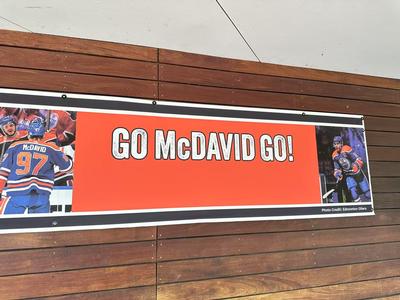 GO McDAVID GO!
McDAVID
97
Photo Credit: Edmonton Oilers